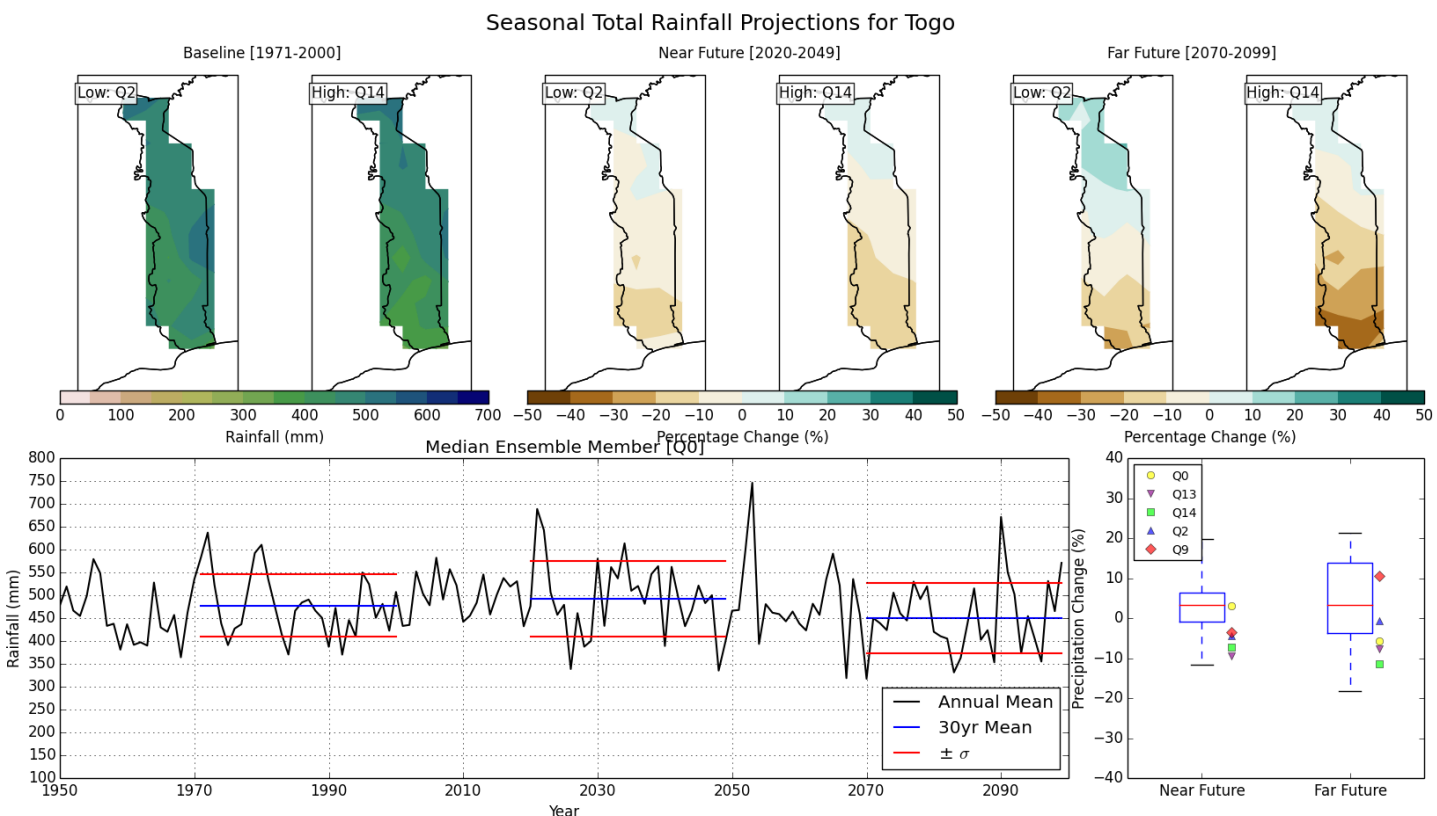 Seasonal Total Rainfall Projections for Togo
Baseline [1971-2000]
Near Future [2020-2049]
Far Future [2070-2099]
Low: Q2
High: Q14
Low: Q2
High: Q14
Low: Q2
High: Q14
0 100 200 300 400 500 600 700
Rainfall (mm)
−50 −40 −30 −20 −10 0 10 20 30 40 50
Percentage Change (%)
−50 −40 −30 −20 −10 0 10 20 30 40 50
Percentage Change (%)
Median Ensemble Member [Q0]
800
750
700
650
600
550
500
450
400
350
300
250
200
150
100
Rainfall (mm)
1950 1970 1990 2010 2030 2050 2070 2090
Year
Annual Mean
30yr Mean
± σ
40
30
20
10
0
−10
−20
−30
−40
Precipitation Change (%)
Q0
Q13
Q14
Q2
Q9
Near Future
Far Future